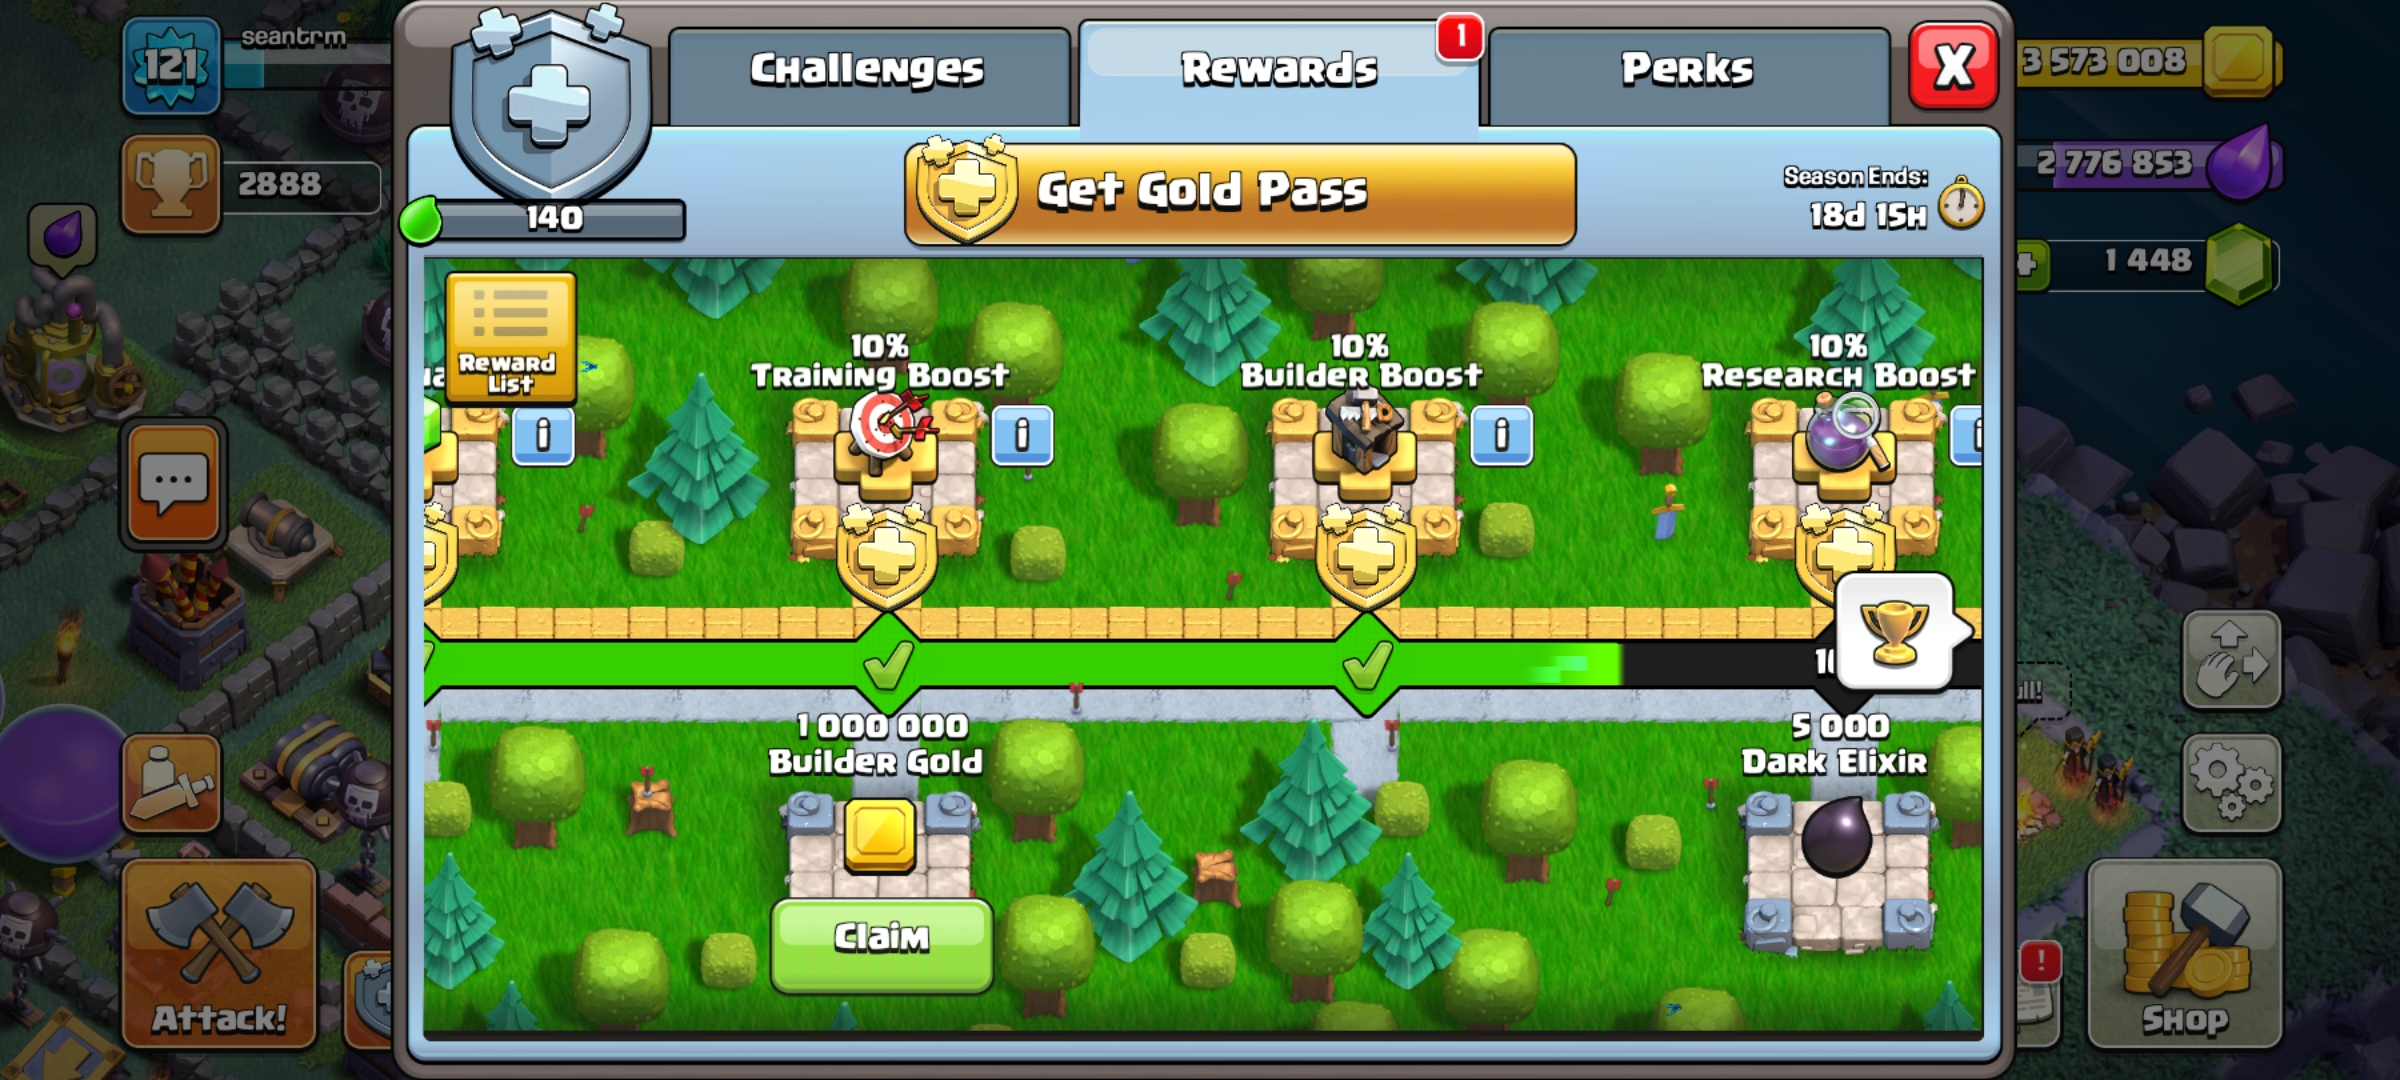 121
seantrm
Challenges
Rewards
1
Perks
X
3 573 008
2888
Get Gold Pass
Season Ends:
18d 15h
2 776 853
140
1 448
Reward
List
10%
Training Boost
10%
Builder Boost
10%
Research Boost
i
i
i
1 000 000
Builder Gold
5 000
Dark Elixir
Claim
!
Attack!
Shop